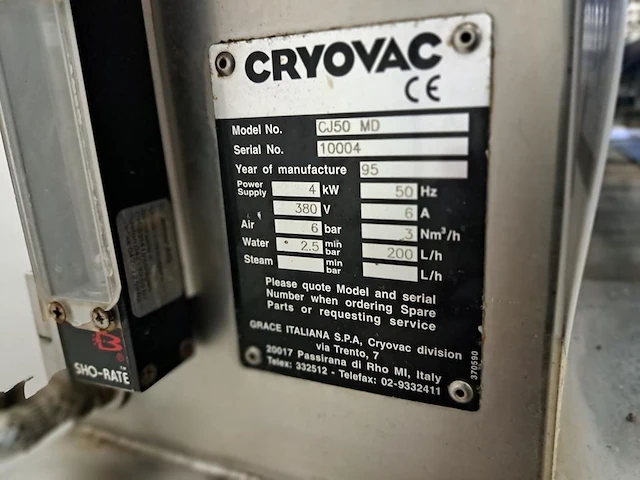 CRYOVAC
CE
Model No. CJ50 MD
Serial No. 10004
Year of manufacture 95
Power Supply 4 kW 50 Hz
380 V 6 A
Air 6 bar 3 Nm³/h
Water 2.5 min bar 200 L/h
Steam min bar L/h
Please quote Model and serial
Number when ordering Spare
Parts or requesting service
GRACE ITALIANA S.P.A, Cryovac division
via Trento, 7
20017 Passirana di Rho MI, Italy
Telex: 332512 - Telefax: 02-9332411
370590
SHO-RATE™